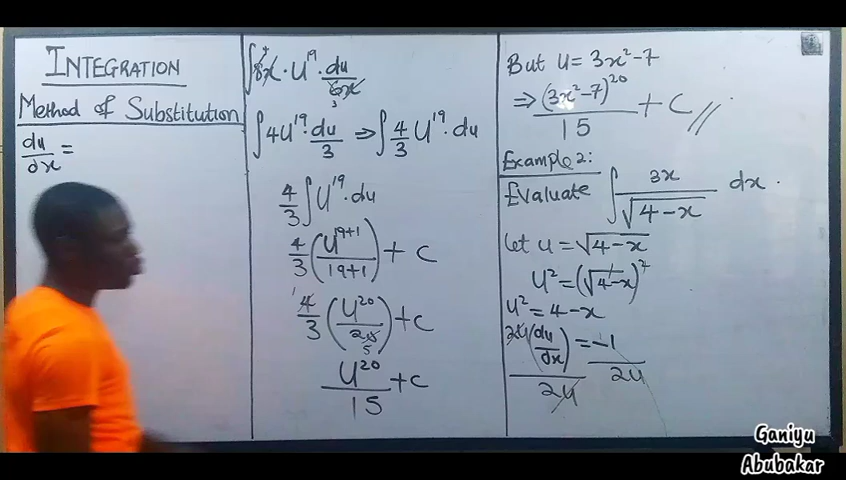 INTEGRATION
Method of Substitution
du/dx =
∫8x · U^19 · du/6x
∫4U^19 · du/3 ⇒ ∫4/3 U^19 · du
4/3 ∫U^19 · du
4/3 (U^19+1/19+1) + C
4/3 (U^20/20) + C
U^20/15 + C
But U = 3x²-7
⇒ (3x²-7)^20/15 + C //
Example 2:
Evaluate ∫ 3x/√4-x dx.
let u = √4-x
U² = (√4-x)²
U² = 4-x
2u(du/dx)/2u = -1/2u
Ganiyu
Abubakar